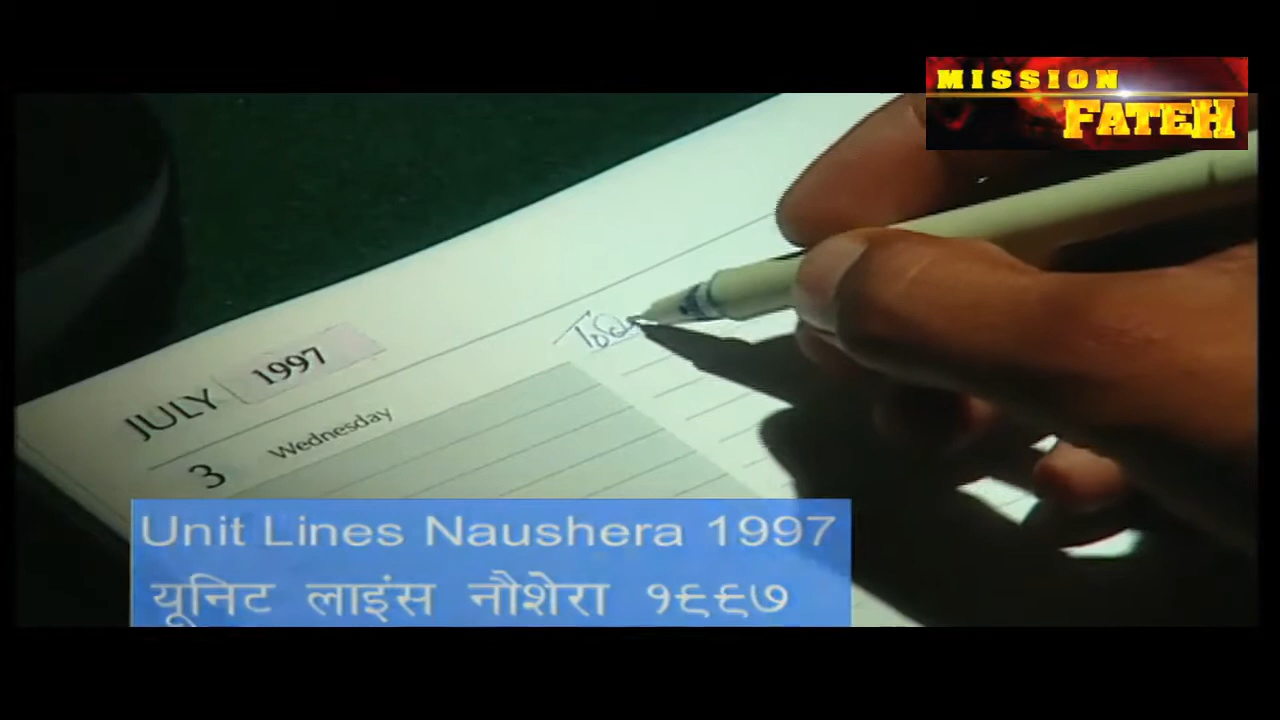 MISSION
FATEH
JULY 1997
3 Wednesday
Unit Lines Naushera 1997
यूनिट लाइंस नौशेरा १९९७